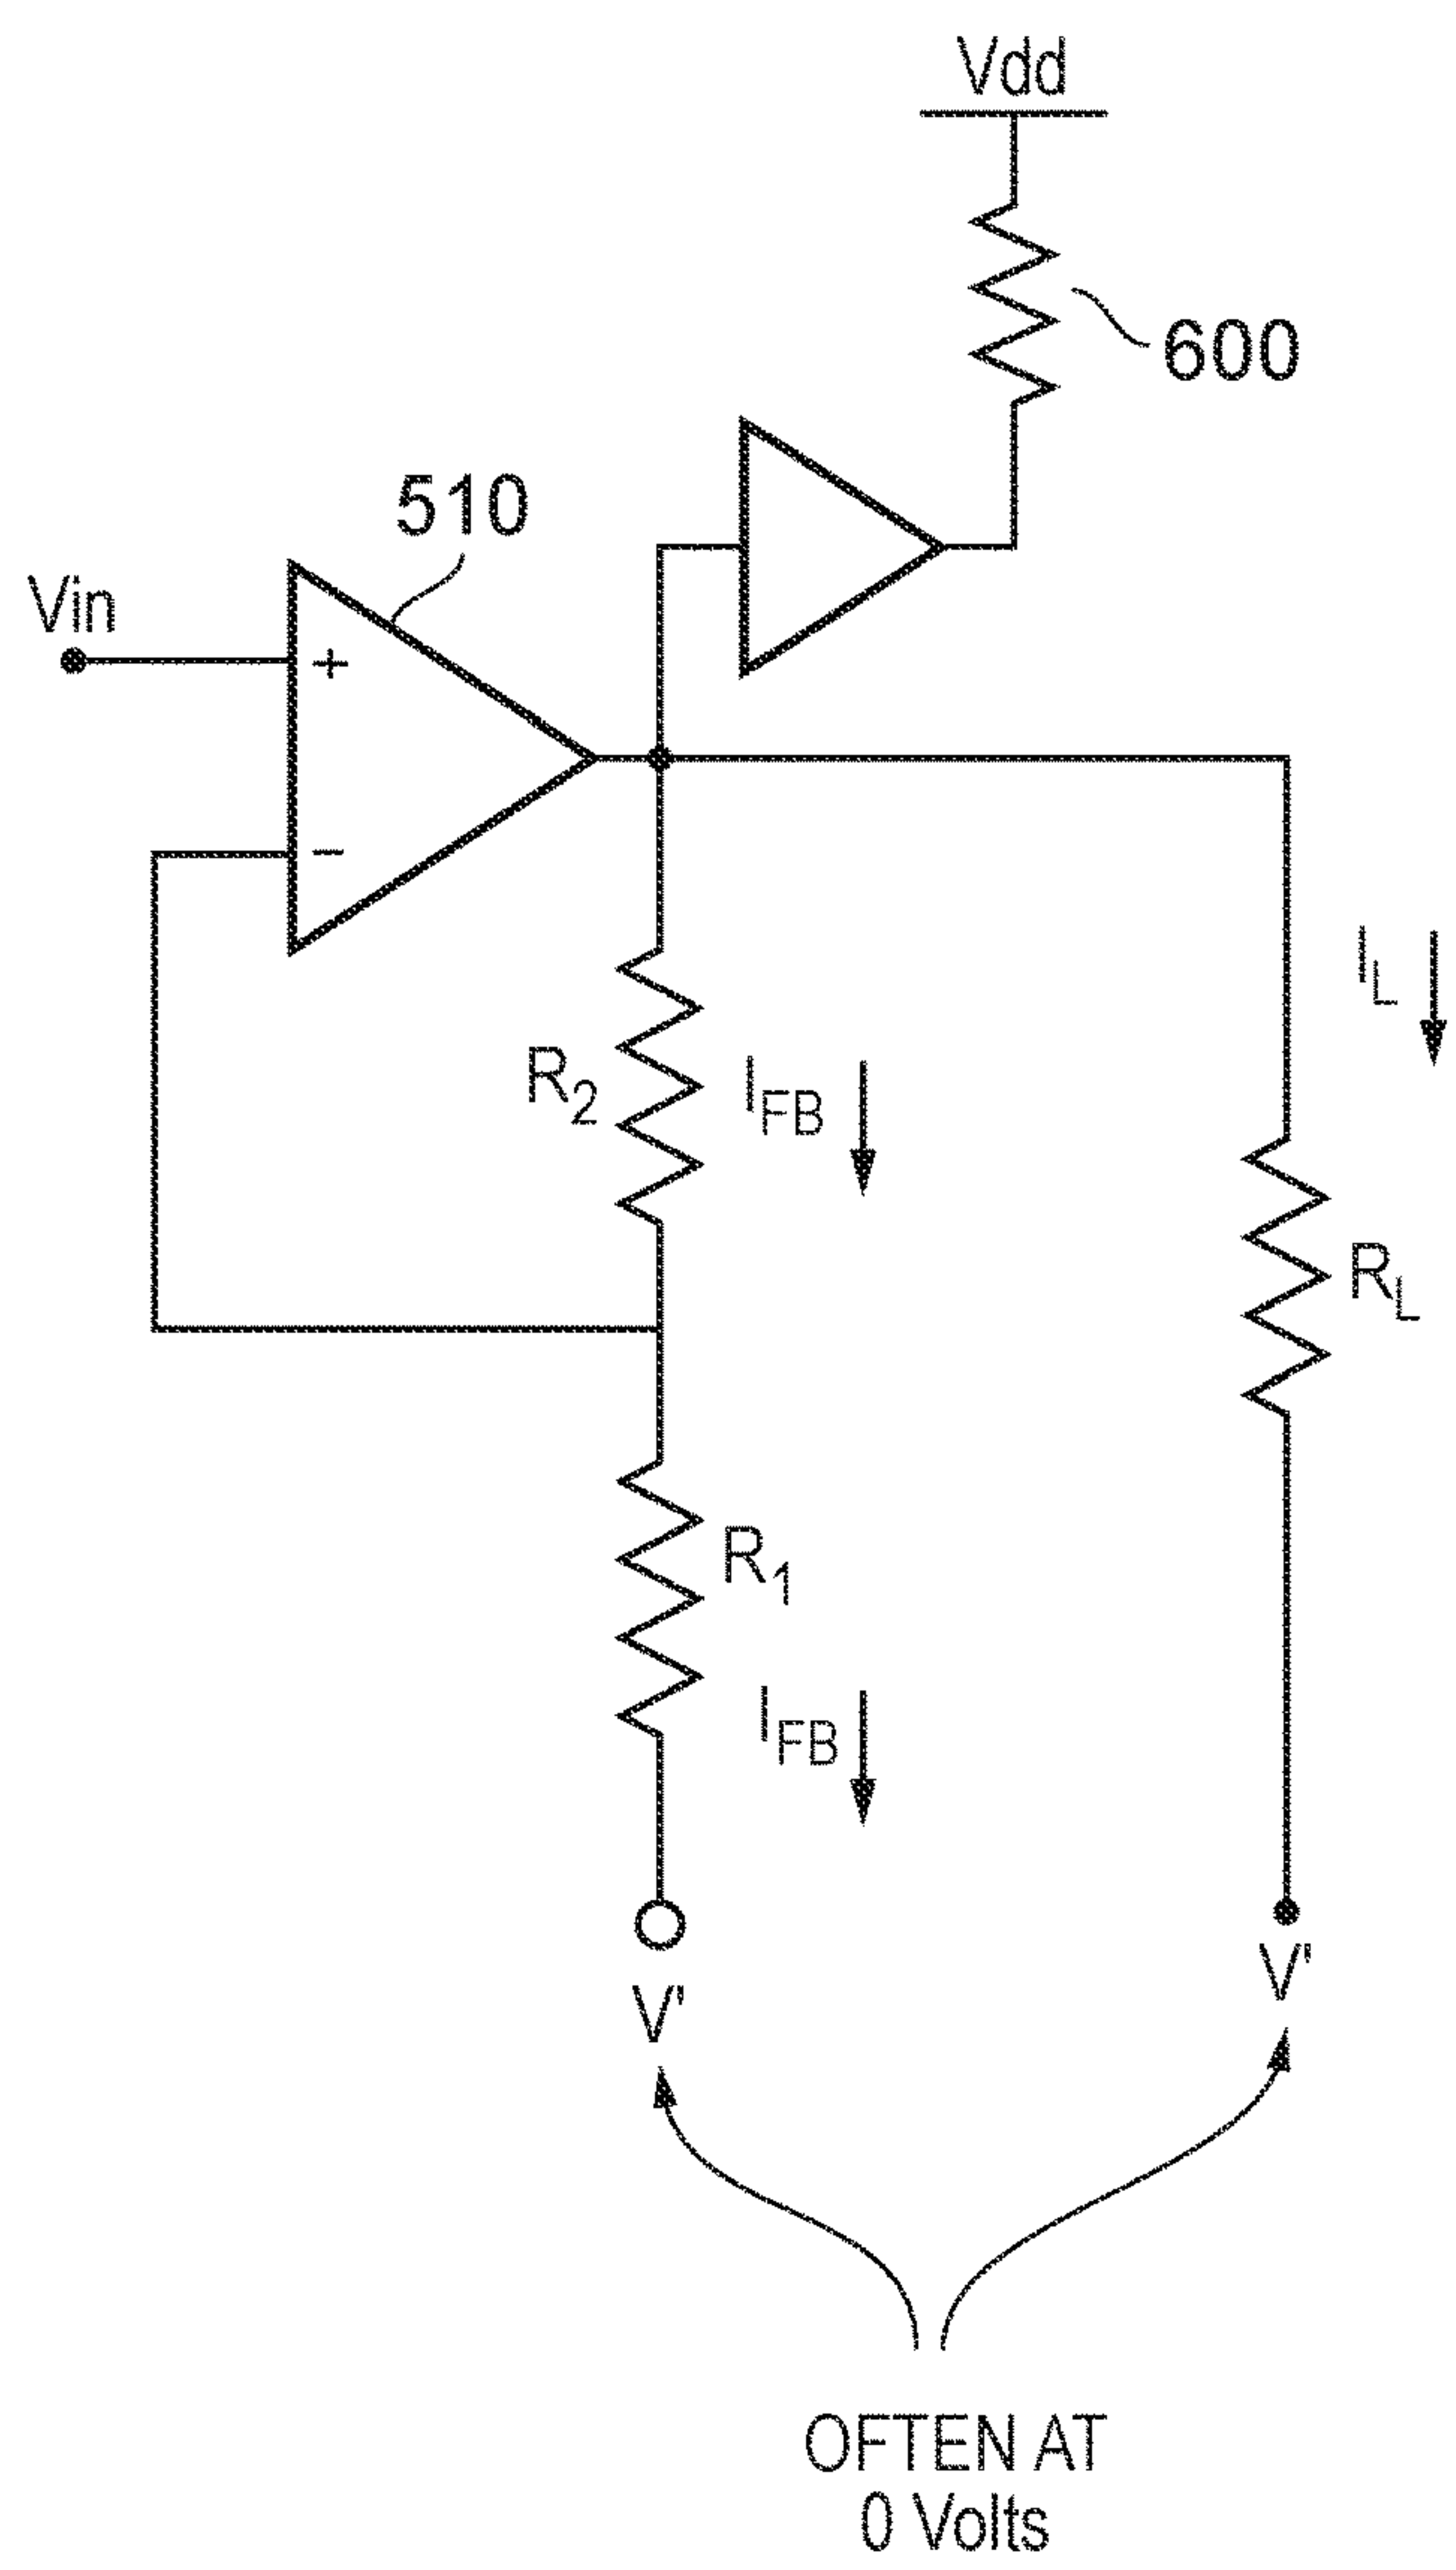 Vdd
600
510
Vin
+
−
I_L
R_2
I_FB
R_L
R_1
I_FB
V'
V'
OFTEN AT
0 Volts